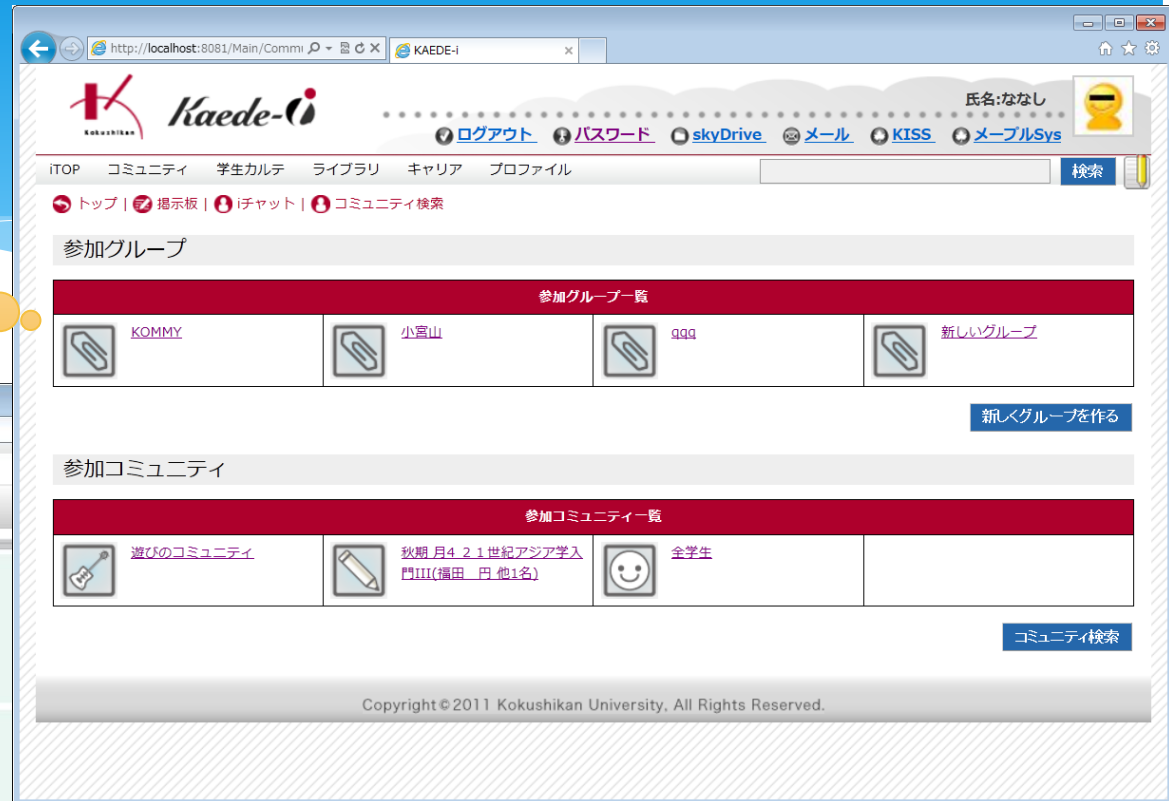 http://localhost:8081/Main/Commu
KAEDE-i
Kokushikan
Kaede-i
氏名:ななし
ログアウト パスワード skyDrive メール KISS メープルSys
iTOP コミュニティ 学生カルテ ライブラリ キャリア プロファイル 検索
トップ | 掲示板 | iチャット | コミュニティ検索
参加グループ
参加グループ一覧
KOMMY 小宮山 qqq 新しいグループ
新しくグループを作る
参加コミュニティ
参加コミュニティ一覧
遊びのコミュニティ 秋期 月4 21世紀アジア学入 全学生
門III(福田 円 他1名)
コミュニティ検索
Copyright©2011 Kokushikan University, All Rights Reserved.